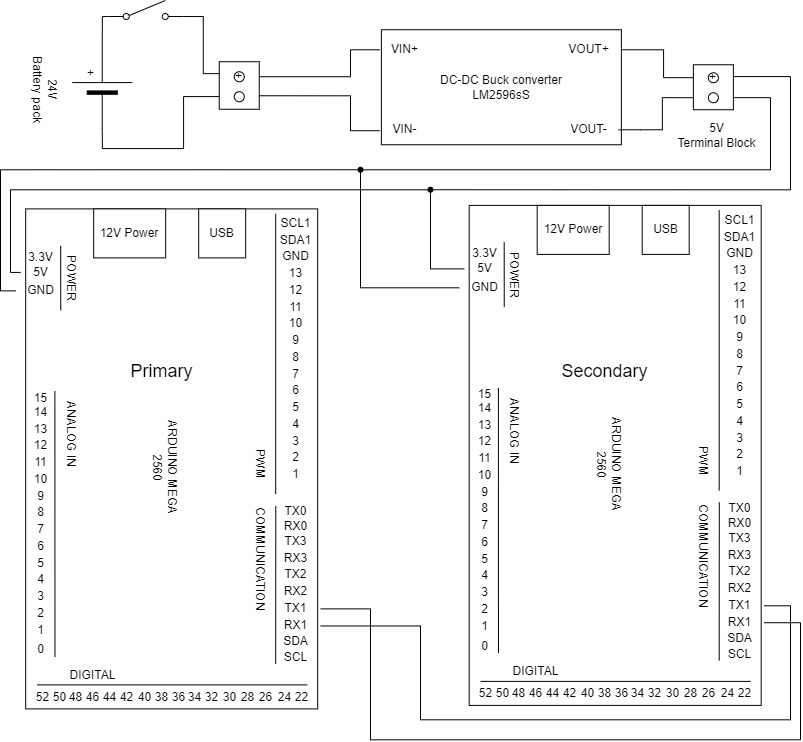 24V
Battery pack
+
VIN+
VIN-
DC-DC Buck converter
LM2596sS
VOUT+
VOUT-
+
+
5V
Terminal Block
12V Power
USB
SCL1
SDA1
GND
13
12
11
10
9
8
7
6
5
4
3
2
1
3.3V
5V
GND
POWER
Primary
15
14
13
12
11
10
9
8
7
6
5
4
3
2
1
0
ANALOG IN
ARDUINO MEGA
2560
PWM
COMMUNICATION
TX0
RX0
TX3
RX3
TX2
RX2
TX1
RX1
SDA
SCL
DIGITAL
52 50 48 46 44 42 40 38 36 34 32 30 28 26 24 22
12V Power
USB
SCL1
SDA1
GND
13
12
11
10
9
8
7
6
5
4
3
2
1
3.3V
5V
GND
POWER
Secondary
15
14
13
12
11
10
9
8
7
6
5
4
3
2
1
0
ANALOG IN
ARDUINO MEGA
2560
PWM
COMMUNICATION
TX0
RX0
TX3
RX3
TX2
RX2
TX1
RX1
SDA
SCL
DIGITAL
52 50 48 46 44 42 40 38 36 34 32 30 28 26 24 22